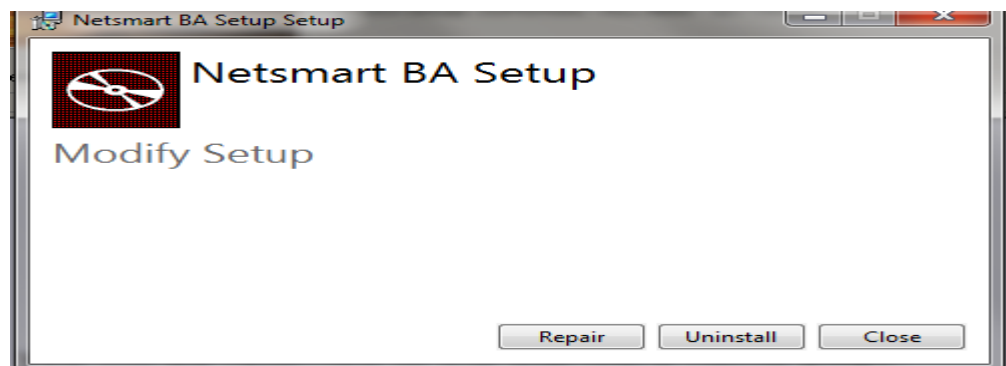 Netsmart BA Setup Setup
Netsmart BA Setup
Modify Setup
Repair
Uninstall
Close